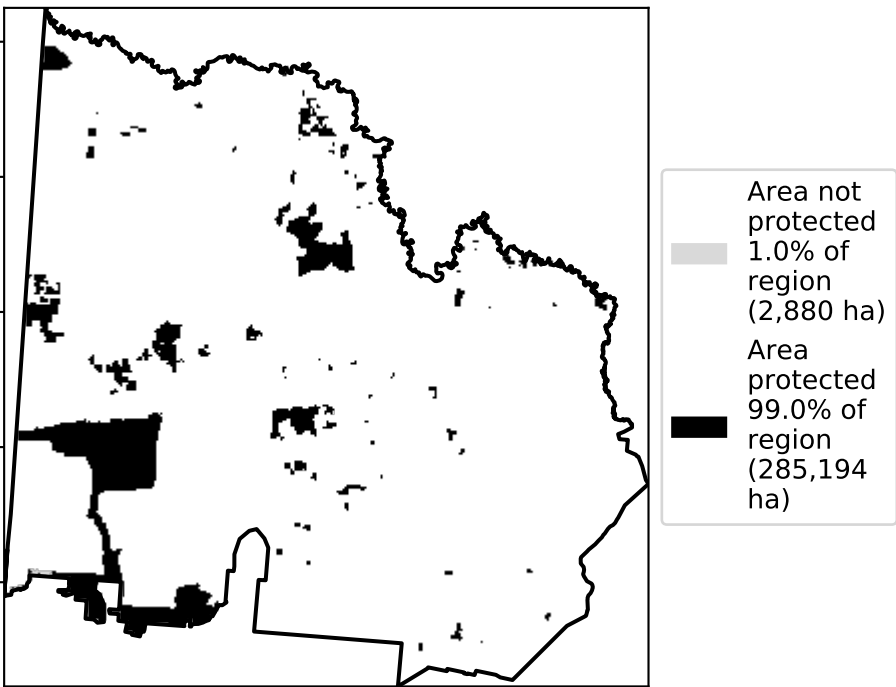 Area not
protected
1.0% of
region
(2,880 ha)
Area
protected
99.0% of
region
(285,194
ha)